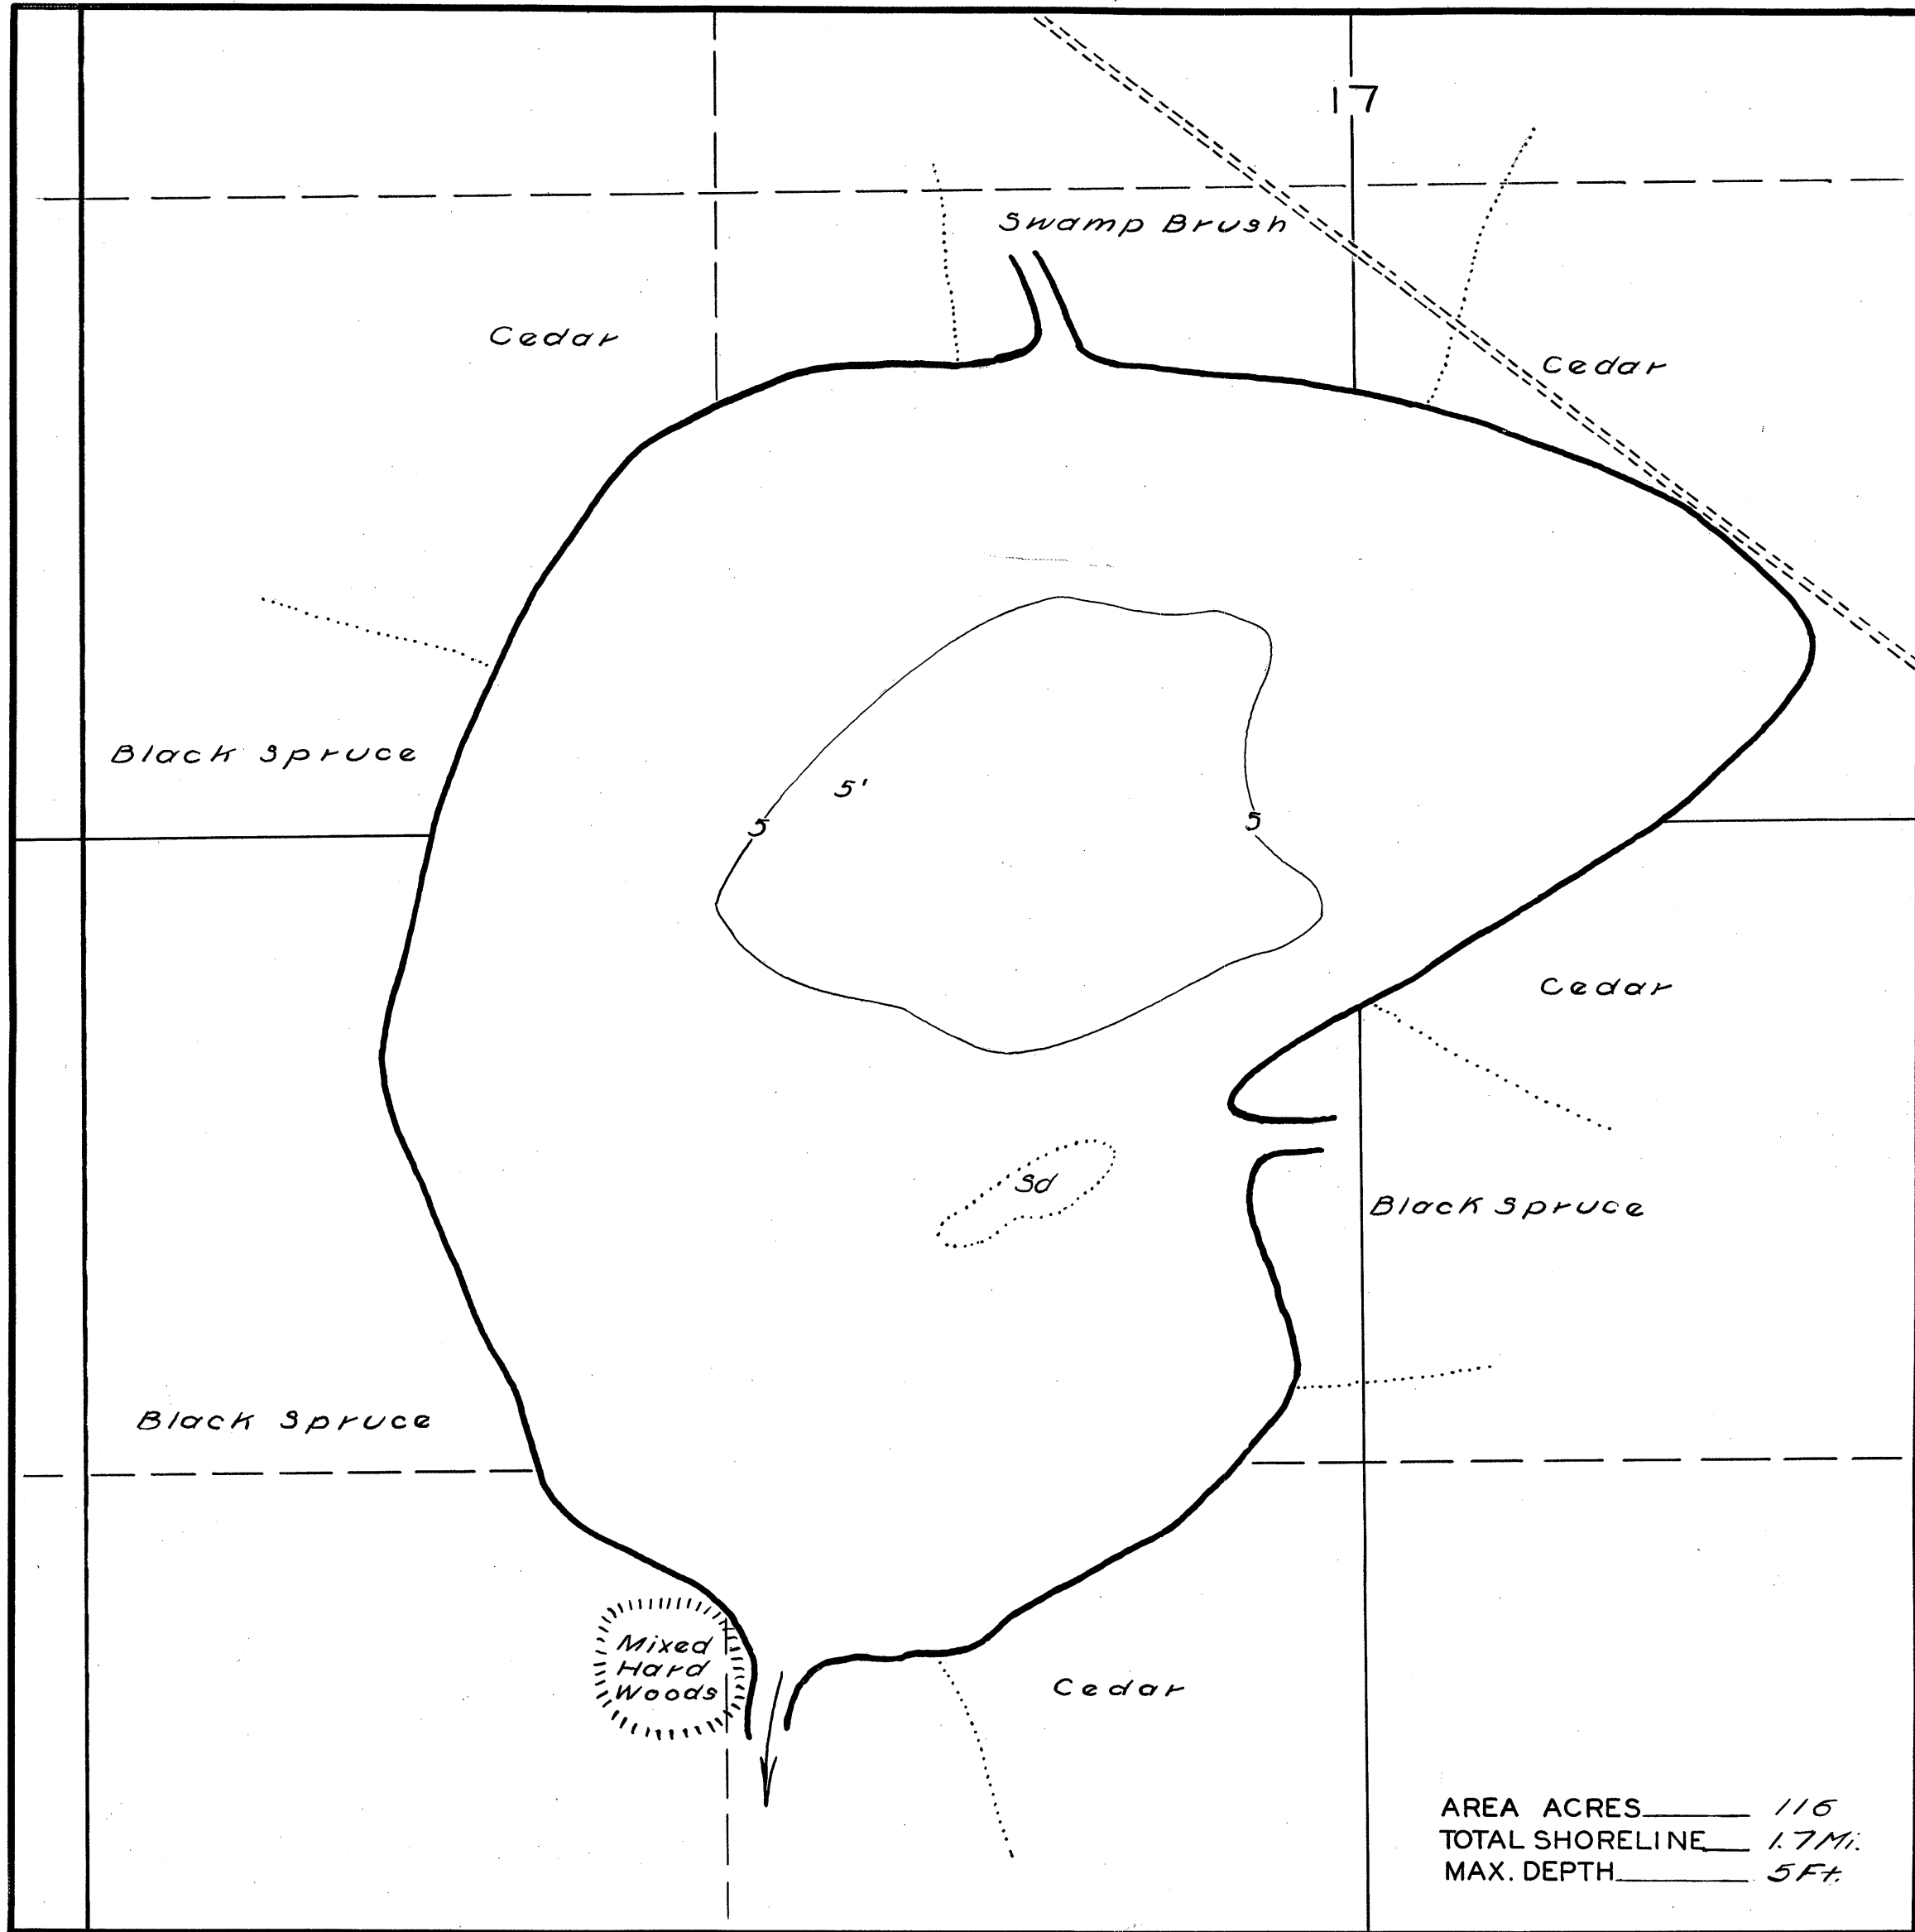 17
Swamp Brush
Cedar
Cedar
Black Spruce
5'
5
5
Cedar
Sd
Black Spruce
Black Spruce
Mixed
Hard
Woods
Cedar
AREA ACRES 116
TOTAL SHORELINE 1.7 Mi.
MAX. DEPTH 5 Ft.